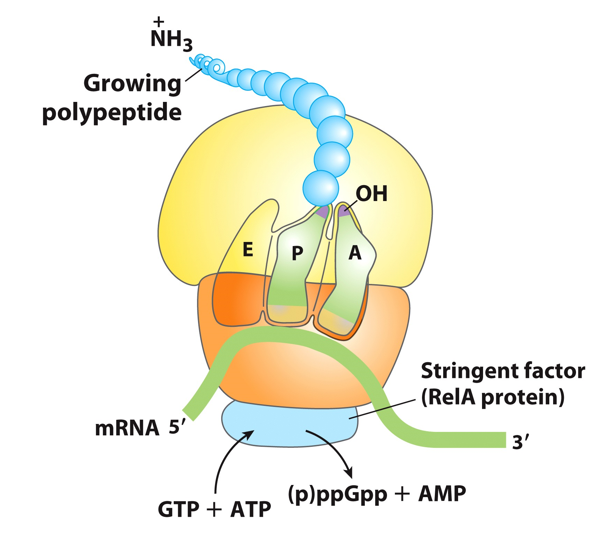 +
NH3
Growing
polypeptide
OH
E
P
A
Stringent factor
(RelA protein)
mRNA 5′
3′
GTP + ATP
(p)ppGpp + AMP